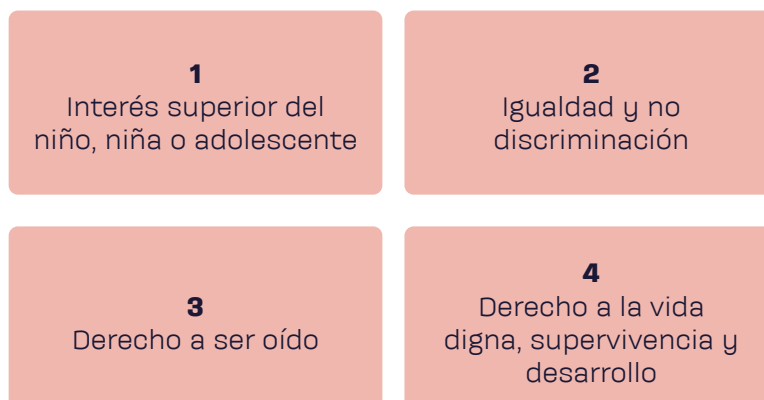 1
Interés superior del
niño, niña o adolescente
2
Igualdad y no
discriminación
3
Derecho a ser oído
4
Derecho a la vida
digna, supervivencia y
desarrollo